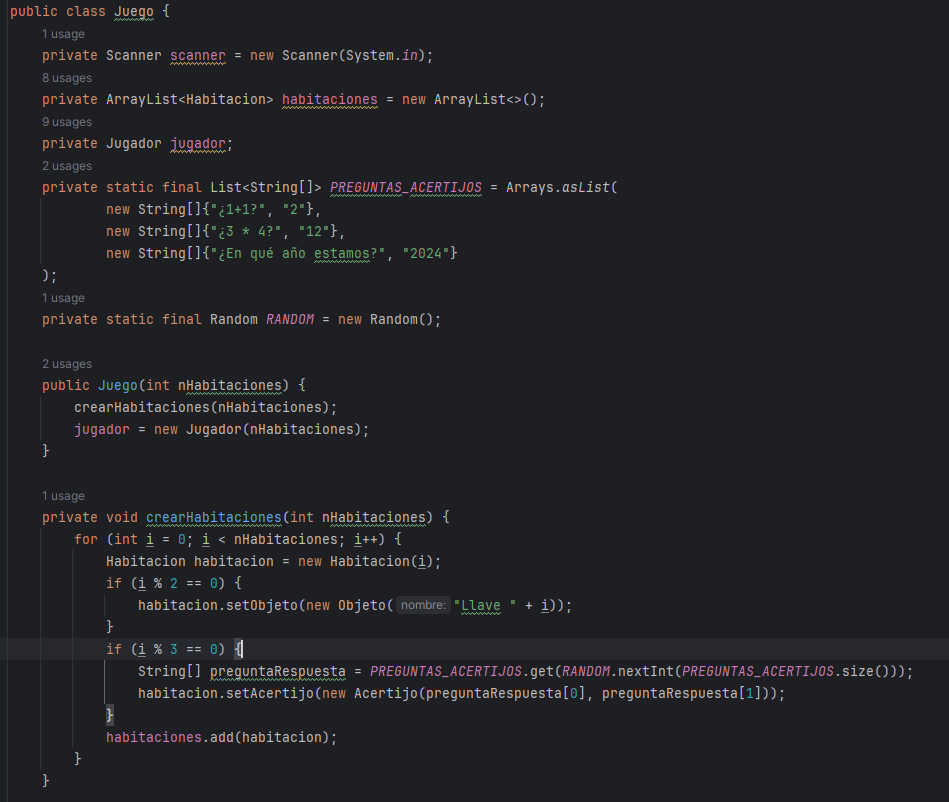 public class Juego {
1 usage
private Scanner scanner = new Scanner(System.in);
8 usages
private ArrayList<Habitacion> habitaciones = new ArrayList<>();
9 usages
private Jugador jugador;
2 usages
private static final List<String[]> PREGUNTAS_ACERTIJOS = Arrays.asList(
new String[]{"¿1+1?", "2"},
new String[]{"¿3 * 4?", "12"},
new String[]{"¿En qué año estamos?", "2024"}
);
1 usage
private static final Random RANDOM = new Random();
2 usages
public Juego(int nHabitaciones) {
crearHabitaciones(nHabitaciones);
jugador = new Jugador(nHabitaciones);
}
1 usage
private void crearHabitaciones(int nHabitaciones) {
for (int i = 0; i < nHabitaciones; i++) {
Habitacion habitacion = new Habitacion(i);
if (i % 2 == 0) {
habitacion.setObjeto(new Objeto( nombre: "Llave " + i));
}
if (i % 3 == 0) {
String[] preguntaRespuesta = PREGUNTAS_ACERTIJOS.get(RANDOM.nextInt(PREGUNTAS_ACERTIJOS.size()));
habitacion.setAcertijo(new Acertijo(preguntaRespuesta[0], preguntaRespuesta[1]));
}
habitaciones.add(habitacion);
}
}